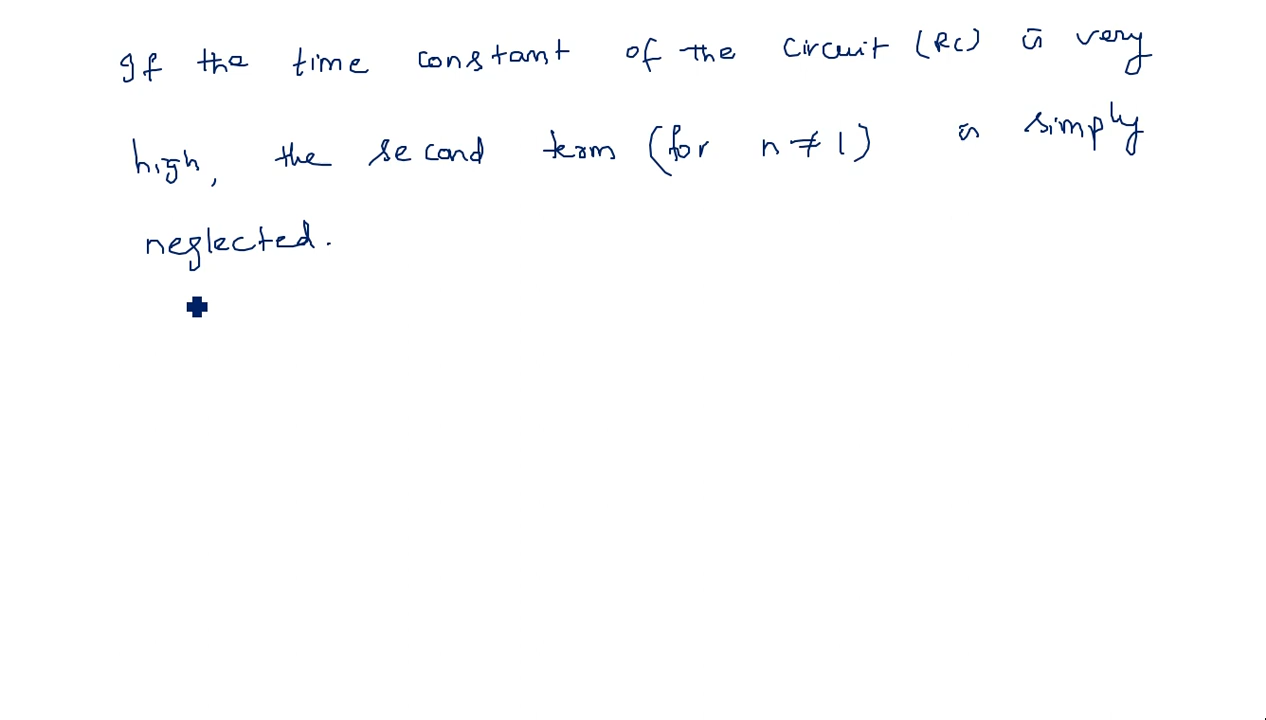 If the time constant of the circuit (RC) is very
high, the second term (for n ≠ 1) is simply
neglected.